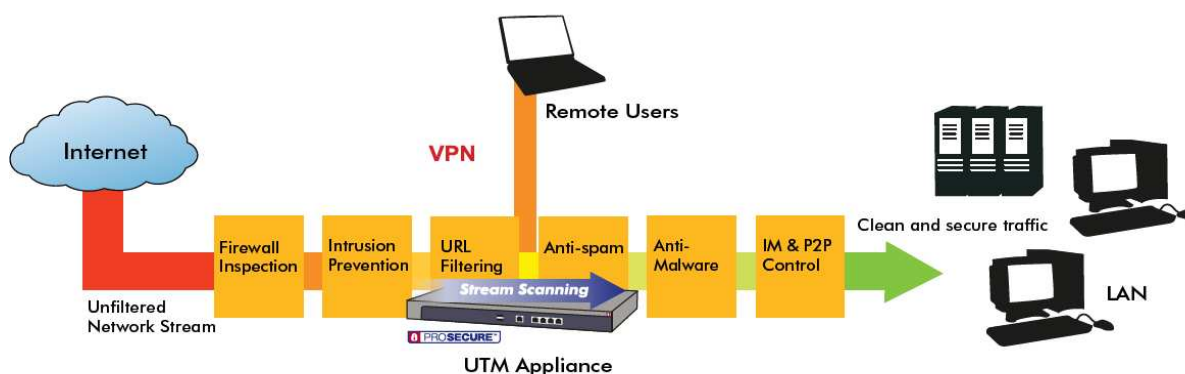 Internet
Unfiltered
Network Stream
Firewall
Inspection
Intrusion
Prevention
URL
Filtering
VPN
Remote Users
Anti-spam
Anti-
Malware
IM & P2P
Control
Stream Scanning
PROSECURE™
UTM Appliance
Clean and secure traffic
LAN